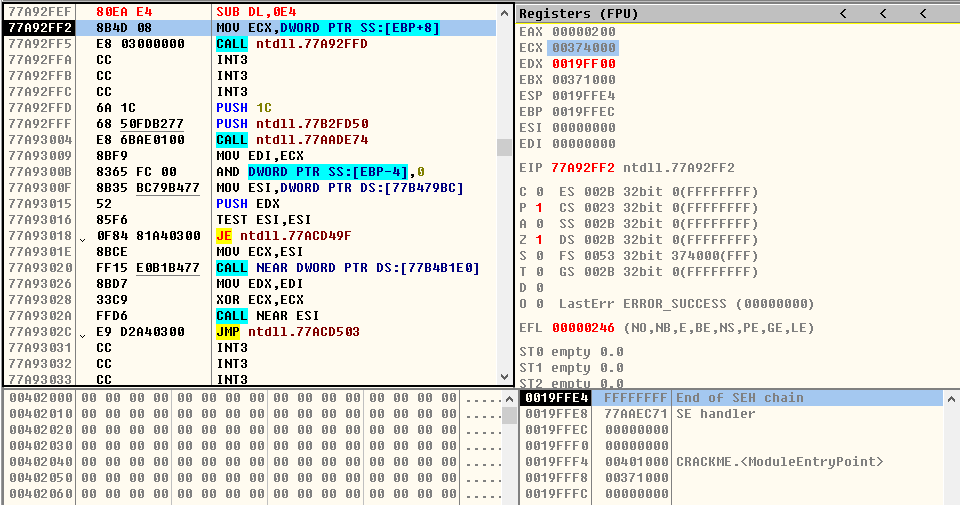 77A92FEF 80EA E4 SUB DL,0E4
77A92FF2 8B4D 08 MOV ECX,DWORD PTR SS:[EBP+8]
77A92FF5 E8 03000000 CALL ntdll.77A92FFD
77A92FFA CC INT3
77A92FFB CC INT3
77A92FFC CC INT3
77A92FFD 6A 1C PUSH 1C
77A92FFF 68 50FDB277 PUSH ntdll.77B2FD50
77A93004 E8 6BAE0100 CALL ntdll.77AADE74
77A93009 8BF9 MOV EDI,ECX
77A9300B 8365 FC 00 AND DWORD PTR SS:[EBP-4],0
77A9300F 8B35 BC79B477 MOV ESI,DWORD PTR DS:[77B479BC]
77A93015 52 PUSH EDX
77A93016 85F6 TEST ESI,ESI
77A93018 0F84 81A40300 JE ntdll.77ACD49F
77A9301E 8BCE MOV ECX,ESI
77A93020 FF15 E0B1B477 CALL NEAR DWORD PTR DS:[77B4B1E0]
77A93026 8BD7 MOV EDX,EDI
77A93028 33C9 XOR ECX,ECX
77A9302A FFD6 CALL NEAR ESI
77A9302C E9 D2A40300 JMP ntdll.77ACD503
77A93031 CC INT3
77A93032 CC INT3
77A93033 CC INT3
Registers (FPU) < < <
EAX 00000200
ECX 00374000
EDX 0019FF00
EBX 00371000
ESP 0019FFE4
EBP 0019FFEC
ESI 00000000
EDI 00000000
EIP 77A92FF2 ntdll.77A92FF2
C 0 ES 002B 32bit 0(FFFFFFFF)
P 1 CS 0023 32bit 0(FFFFFFFF)
A 0 SS 002B 32bit 0(FFFFFFFF)
Z 1 DS 002B 32bit 0(FFFFFFFF)
S 0 FS 0053 32bit 374000(FFF)
T 0 GS 002B 32bit 0(FFFFFFFF)
D 0
O 0 LastErr ERROR_SUCCESS (00000000)
EFL 00000246 (NO,NB,E,BE,NS,PE,GE,LE)
ST0 empty 0.0
ST1 empty 0.0
ST2 empty 0.0
00402000 00 00 00 00 00 00 00 00 00 00 00 00 00 00 00 00 .....
00402010 00 00 00 00 00 00 00 00 00 00 00 00 00 00 00 00 .....
00402020 00 00 00 00 00 00 00 00 00 00 00 00 00 00 00 00 .....
00402030 00 00 00 00 00 00 00 00 00 00 00 00 00 00 00 00 .....
00402040 00 00 00 00 00 00 00 00 00 00 00 00 00 00 00 00 .....
00402050 00 00 00 00 00 00 00 00 00 00 00 00 00 00 00 00 .....
00402060 00 00 00 00 00 00 00 00 00 00 00 00 00 00 00 00 .....
0019FFE4 FFFFFFFF End of SEH chain
0019FFE8 77AAEC71 SE handler
0019FFEC 00000000
0019FFF0 00000000
0019FFF4 00401000 CRACKME.<ModuleEntryPoint>
0019FFF8 00371000
0019FFFC 00000000